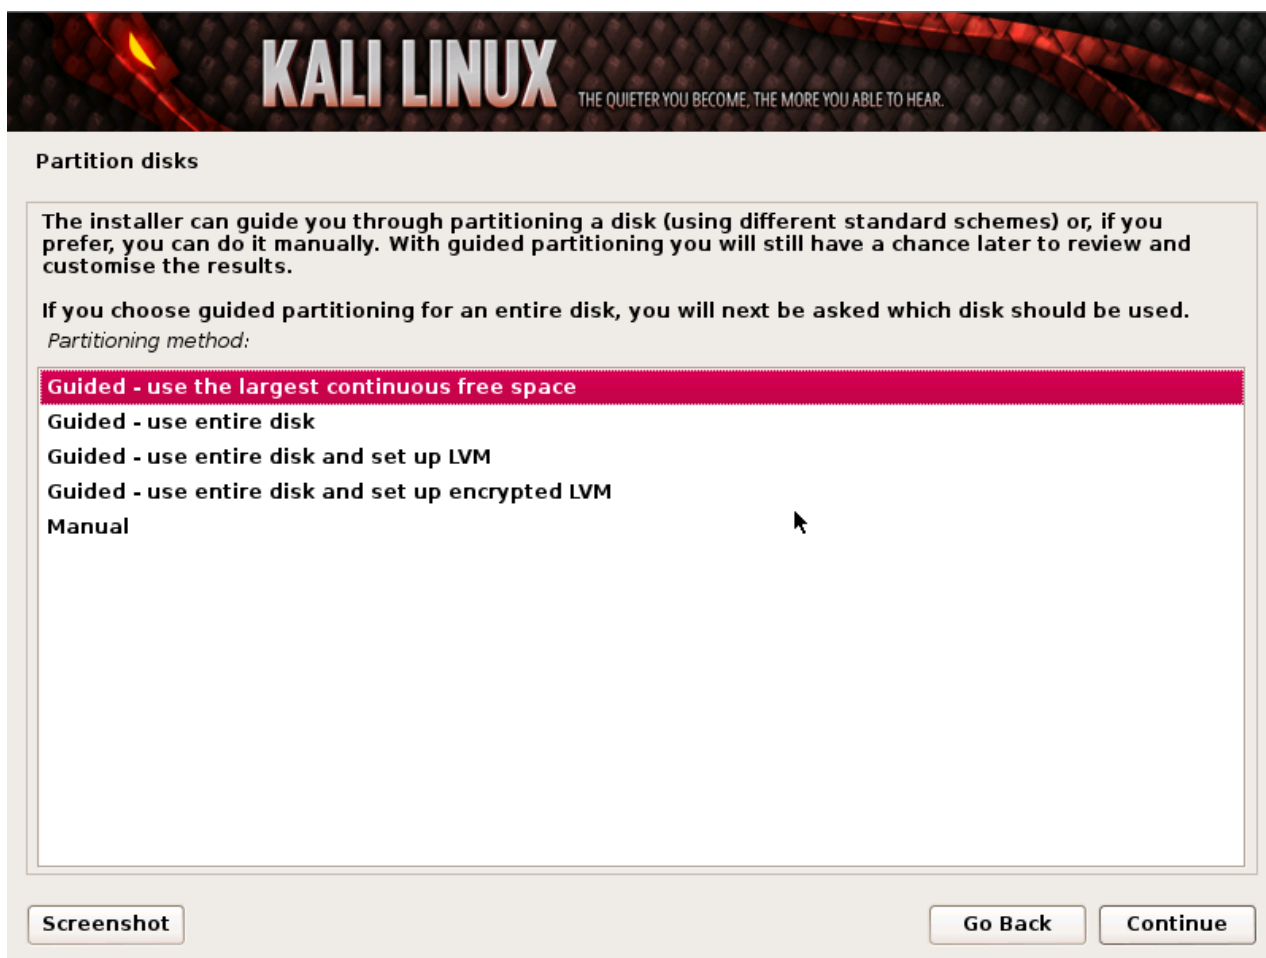 KALI LINUX
THE QUIETER YOU BECOME, THE MORE YOU ABLE TO HEAR.
Partition disks
The installer can guide you through partitioning a disk (using different standard schemes) or, if you
prefer, you can do it manually. With guided partitioning you will still have a chance later to review and
customise the results.
If you choose guided partitioning for an entire disk, you will next be asked which disk should be used.
Partitioning method:
Guided - use the largest continuous free space
Guided - use entire disk
Guided - use entire disk and set up LVM
Guided - use entire disk and set up encrypted LVM
Manual
Screenshot
Go Back
Continue